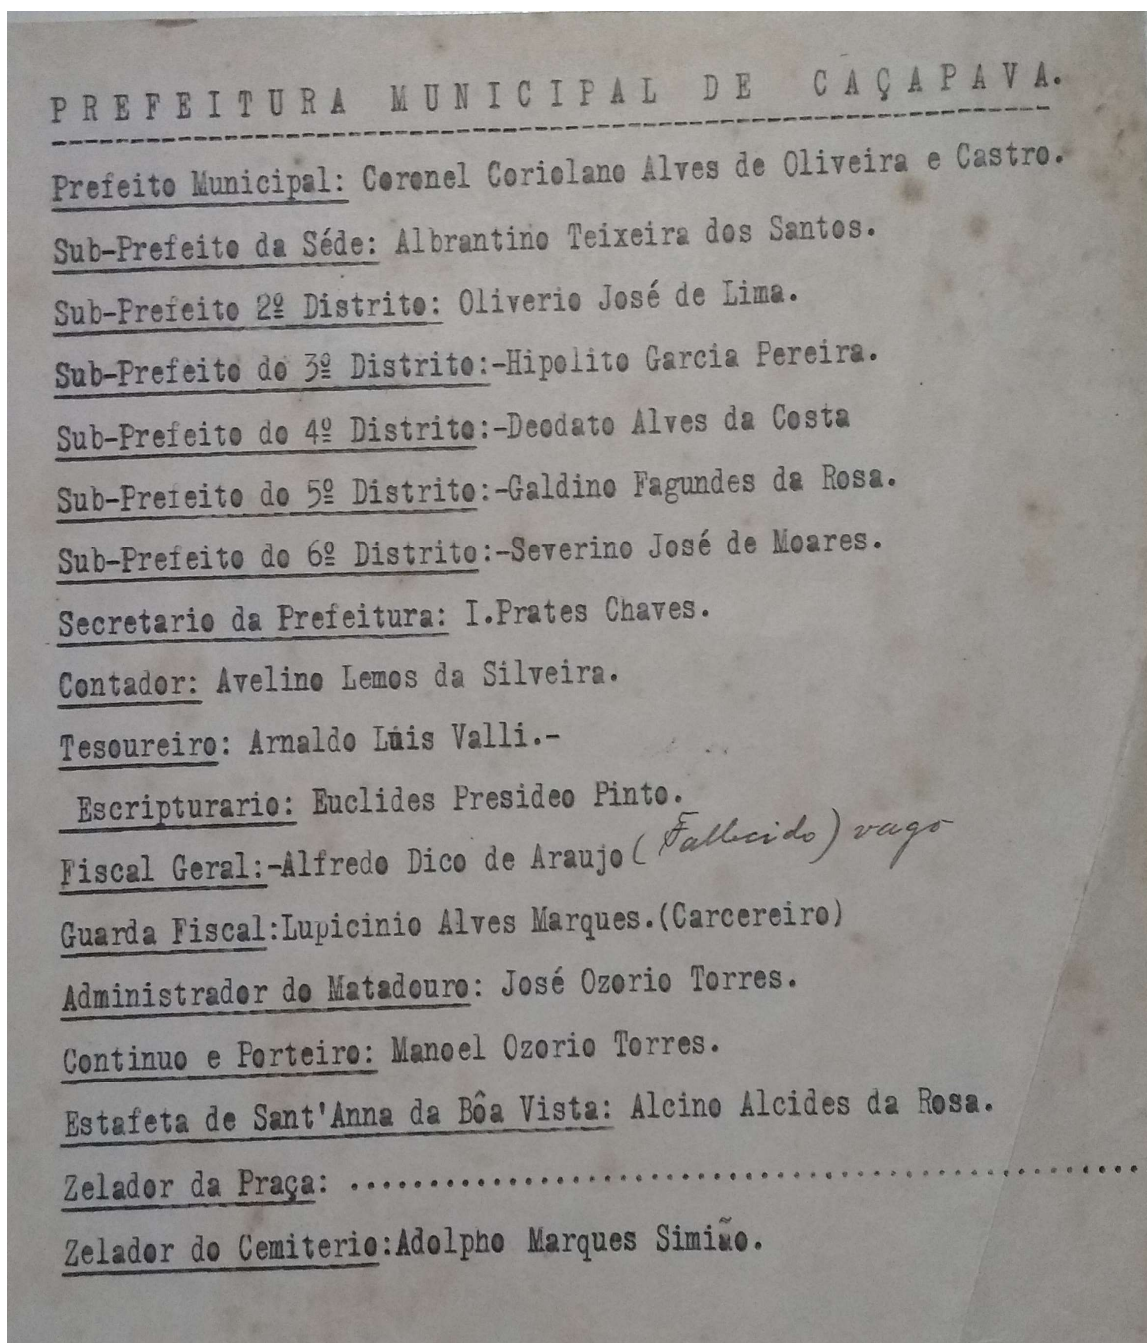 PREFEITURA MUNICIPAL DE CAÇAPAVA.
Prefeito Municipal: Coronel Coriolano Alves de Oliveira e Castro.
Sub-Prefeito da Séde: Albrantino Teixeira dos Santos.
Sub-Prefeito 2º Distrito: Oliverio José de Lima.
Sub-Prefeito do 3º Distrito:-Hipolito Garcia Pereira.
Sub-Prefeito do 4º Distrito:-Deodato Alves da Costa
Sub-Prefeito do 5º Distrito:-Galdino Fagundes da Rosa.
Sub-Prefeito do 6º Distrito:-Severino José de Moares.
Secretario da Prefeitura: I.Prates Chaves.
Contador: Avelino Lemos da Silveira.
Tesoureiro: Arnaldo Luis Valli.-
Escripturario: Euclides Presideo Pinto.
Fiscal Geral:-Alfredo Dico de Araujo (Fallecido) vago
Guarda Fiscal:Lupicinio Alves Marques.(Carcereiro)
Administrador do Matadouro: José Ozorio Torres.
Continuo e Porteiro: Manoel Ozorio Torres.
Estafeta de Sant'Anna da Bôa Vista: Alcino Alcides da Rosa.
Zelador da Praça: ..................................................
Zelador do Cemiterio:Adolpho Marques Simião.